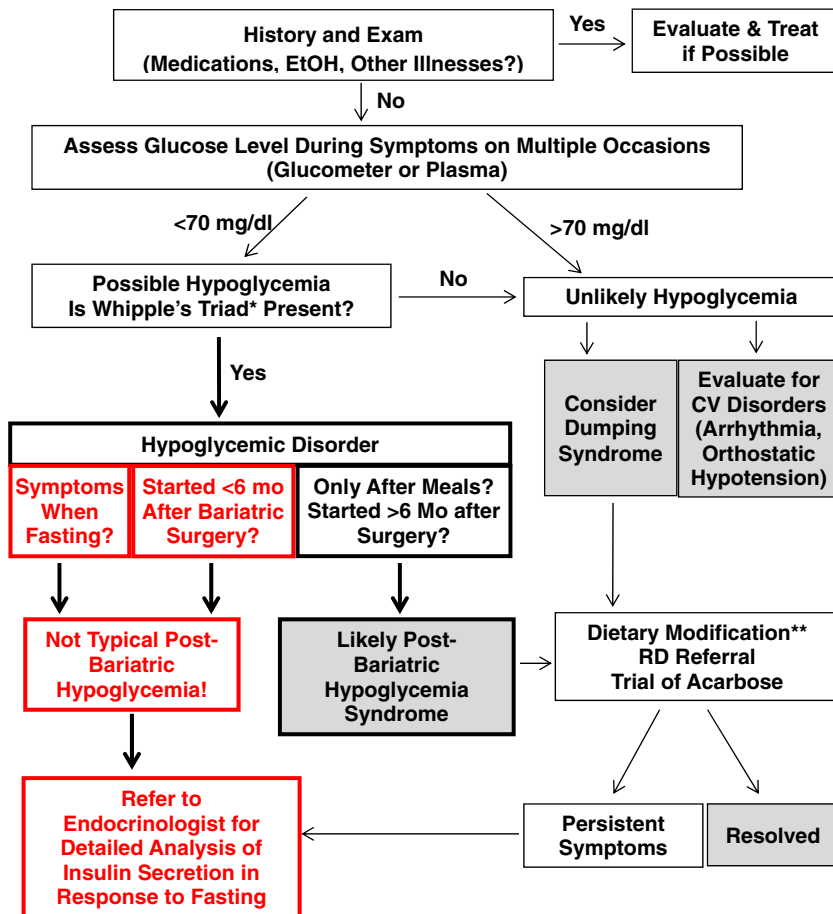 History and Exam
(Medications, EtOH, Other Illnesses?)
Yes
Evaluate & Treat
if Possible
No
Assess Glucose Level During Symptoms on Multiple Occasions
(Glucometer or Plasma)
<70 mg/dl
>70 mg/dl
Possible Hypoglycemia
Is Whipple's Triad* Present?
No
Unlikely Hypoglycemia
Yes
Consider
Dumping
Syndrome
Evaluate for
CV Disorders
(Arrhythmia,
Orthostatic
Hypotension)
Hypoglycemic Disorder
Symptoms
When
Fasting?
Started <6 mo
After Bariatric
Surgery?
Only After Meals?
Started >6 Mo after
Surgery?
Not Typical Post-
Bariatric
Hypoglycemia!
Likely Post-
Bariatric
Hypoglycemia
Syndrome
Dietary Modification**
RD Referral
Trial of Acarbose
Refer to
Endocrinologist for
Detailed Analysis of
Insulin Secretion in
Response to Fasting
Persistent
Symptoms
Resolved